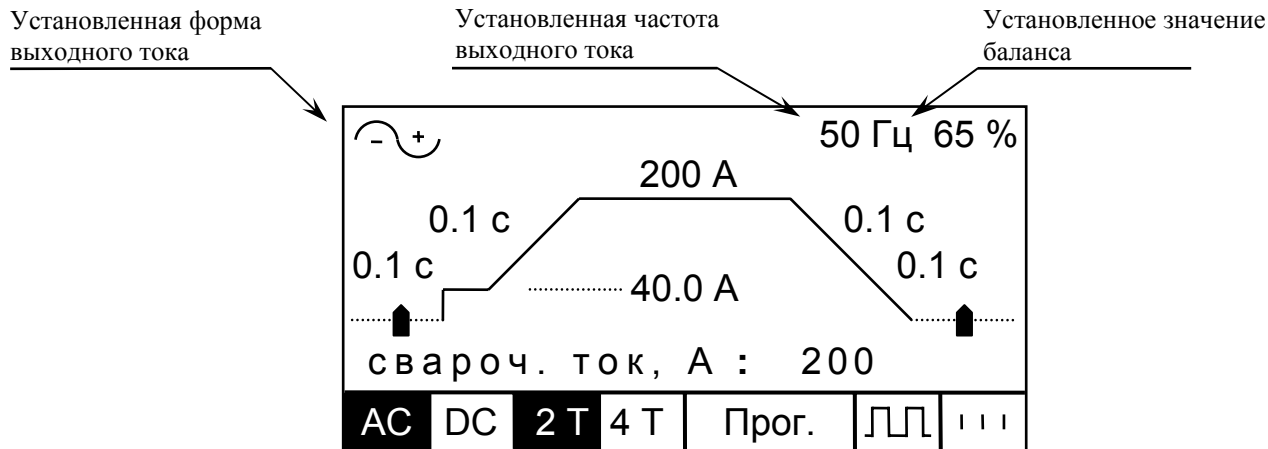 Установленная форма
выходного тока
Установленная частота
выходного тока
Установленное значение
баланса
- +
50 Гц 65 %
200 А
0.1 с
0.1 с
0.1 с
0.1 с
40.0 А
свароч. ток, А : 200
AC DC 2 Т 4 Т Прог.